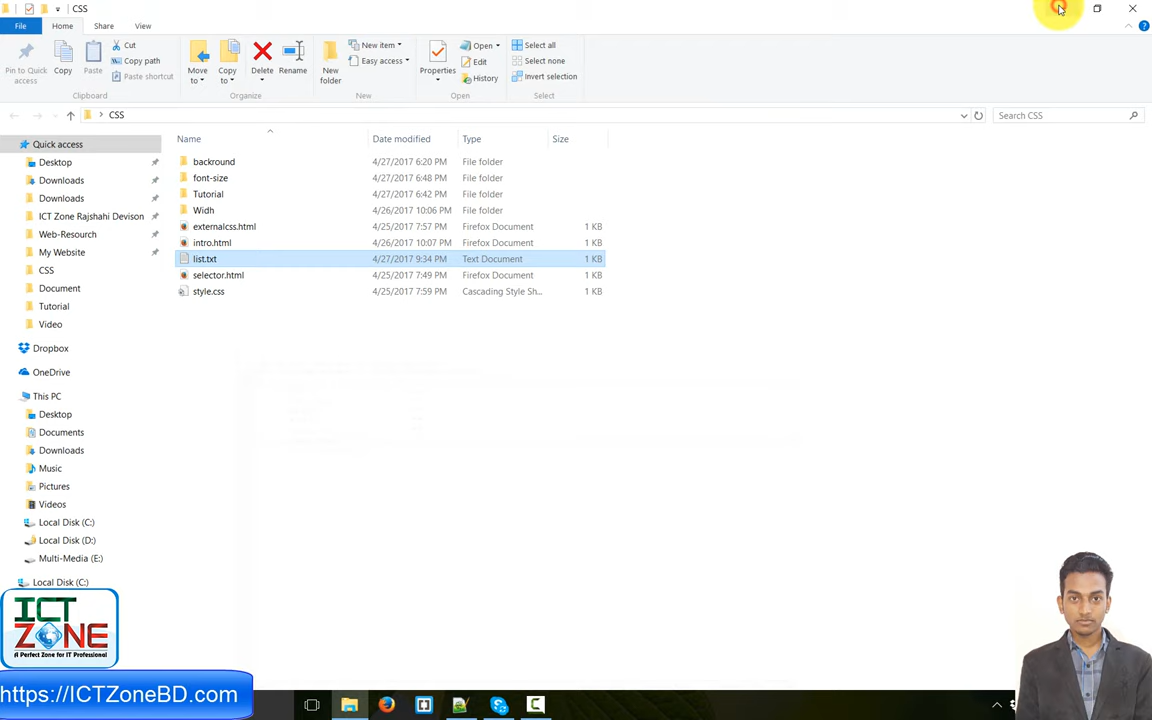 CSS
File Home Share View
Pin to Quick access
Copy
Paste
Cut
Copy path
Paste shortcut
Clipboard
Move to
Copy to
Delete
Rename
Organize
New folder
New item
Easy access
New
Properties
Open
Edit
History
Open
Select all
Select none
Invert selection
Select
CSS
Search CSS
Quick access
Desktop
Downloads
Downloads
ICT Zone Rajshahi Devison
Web-Resourch
My Website
CSS
Document
Tutorial
Video
Dropbox
OneDrive
This PC
Desktop
Documents
Downloads
Music
Pictures
Videos
Local Disk (C:)
Local Disk (D:)
Multi-Media (E:)
Local Disk (C:)
Name Date modified Type Size
backround 4/27/2017 6:20 PM File folder
font-size 4/27/2017 6:48 PM File folder
Tutorial 4/27/2017 6:42 PM File folder
Widh 4/26/2017 10:06 PM File folder
externalcss.html 4/25/2017 7:57 PM Firefox Document 1 KB
intro.html 4/26/2017 10:07 PM Firefox Document 1 KB
list.txt 4/27/2017 9:34 PM Text Document 1 KB
selector.html 4/25/2017 7:49 PM Firefox Document 1 KB
style.css 4/25/2017 7:59 PM Cascading Style Sh... 1 KB
ICT
ZONE
A Perfect Zone for IT Professional
https://ICTZoneBD.com